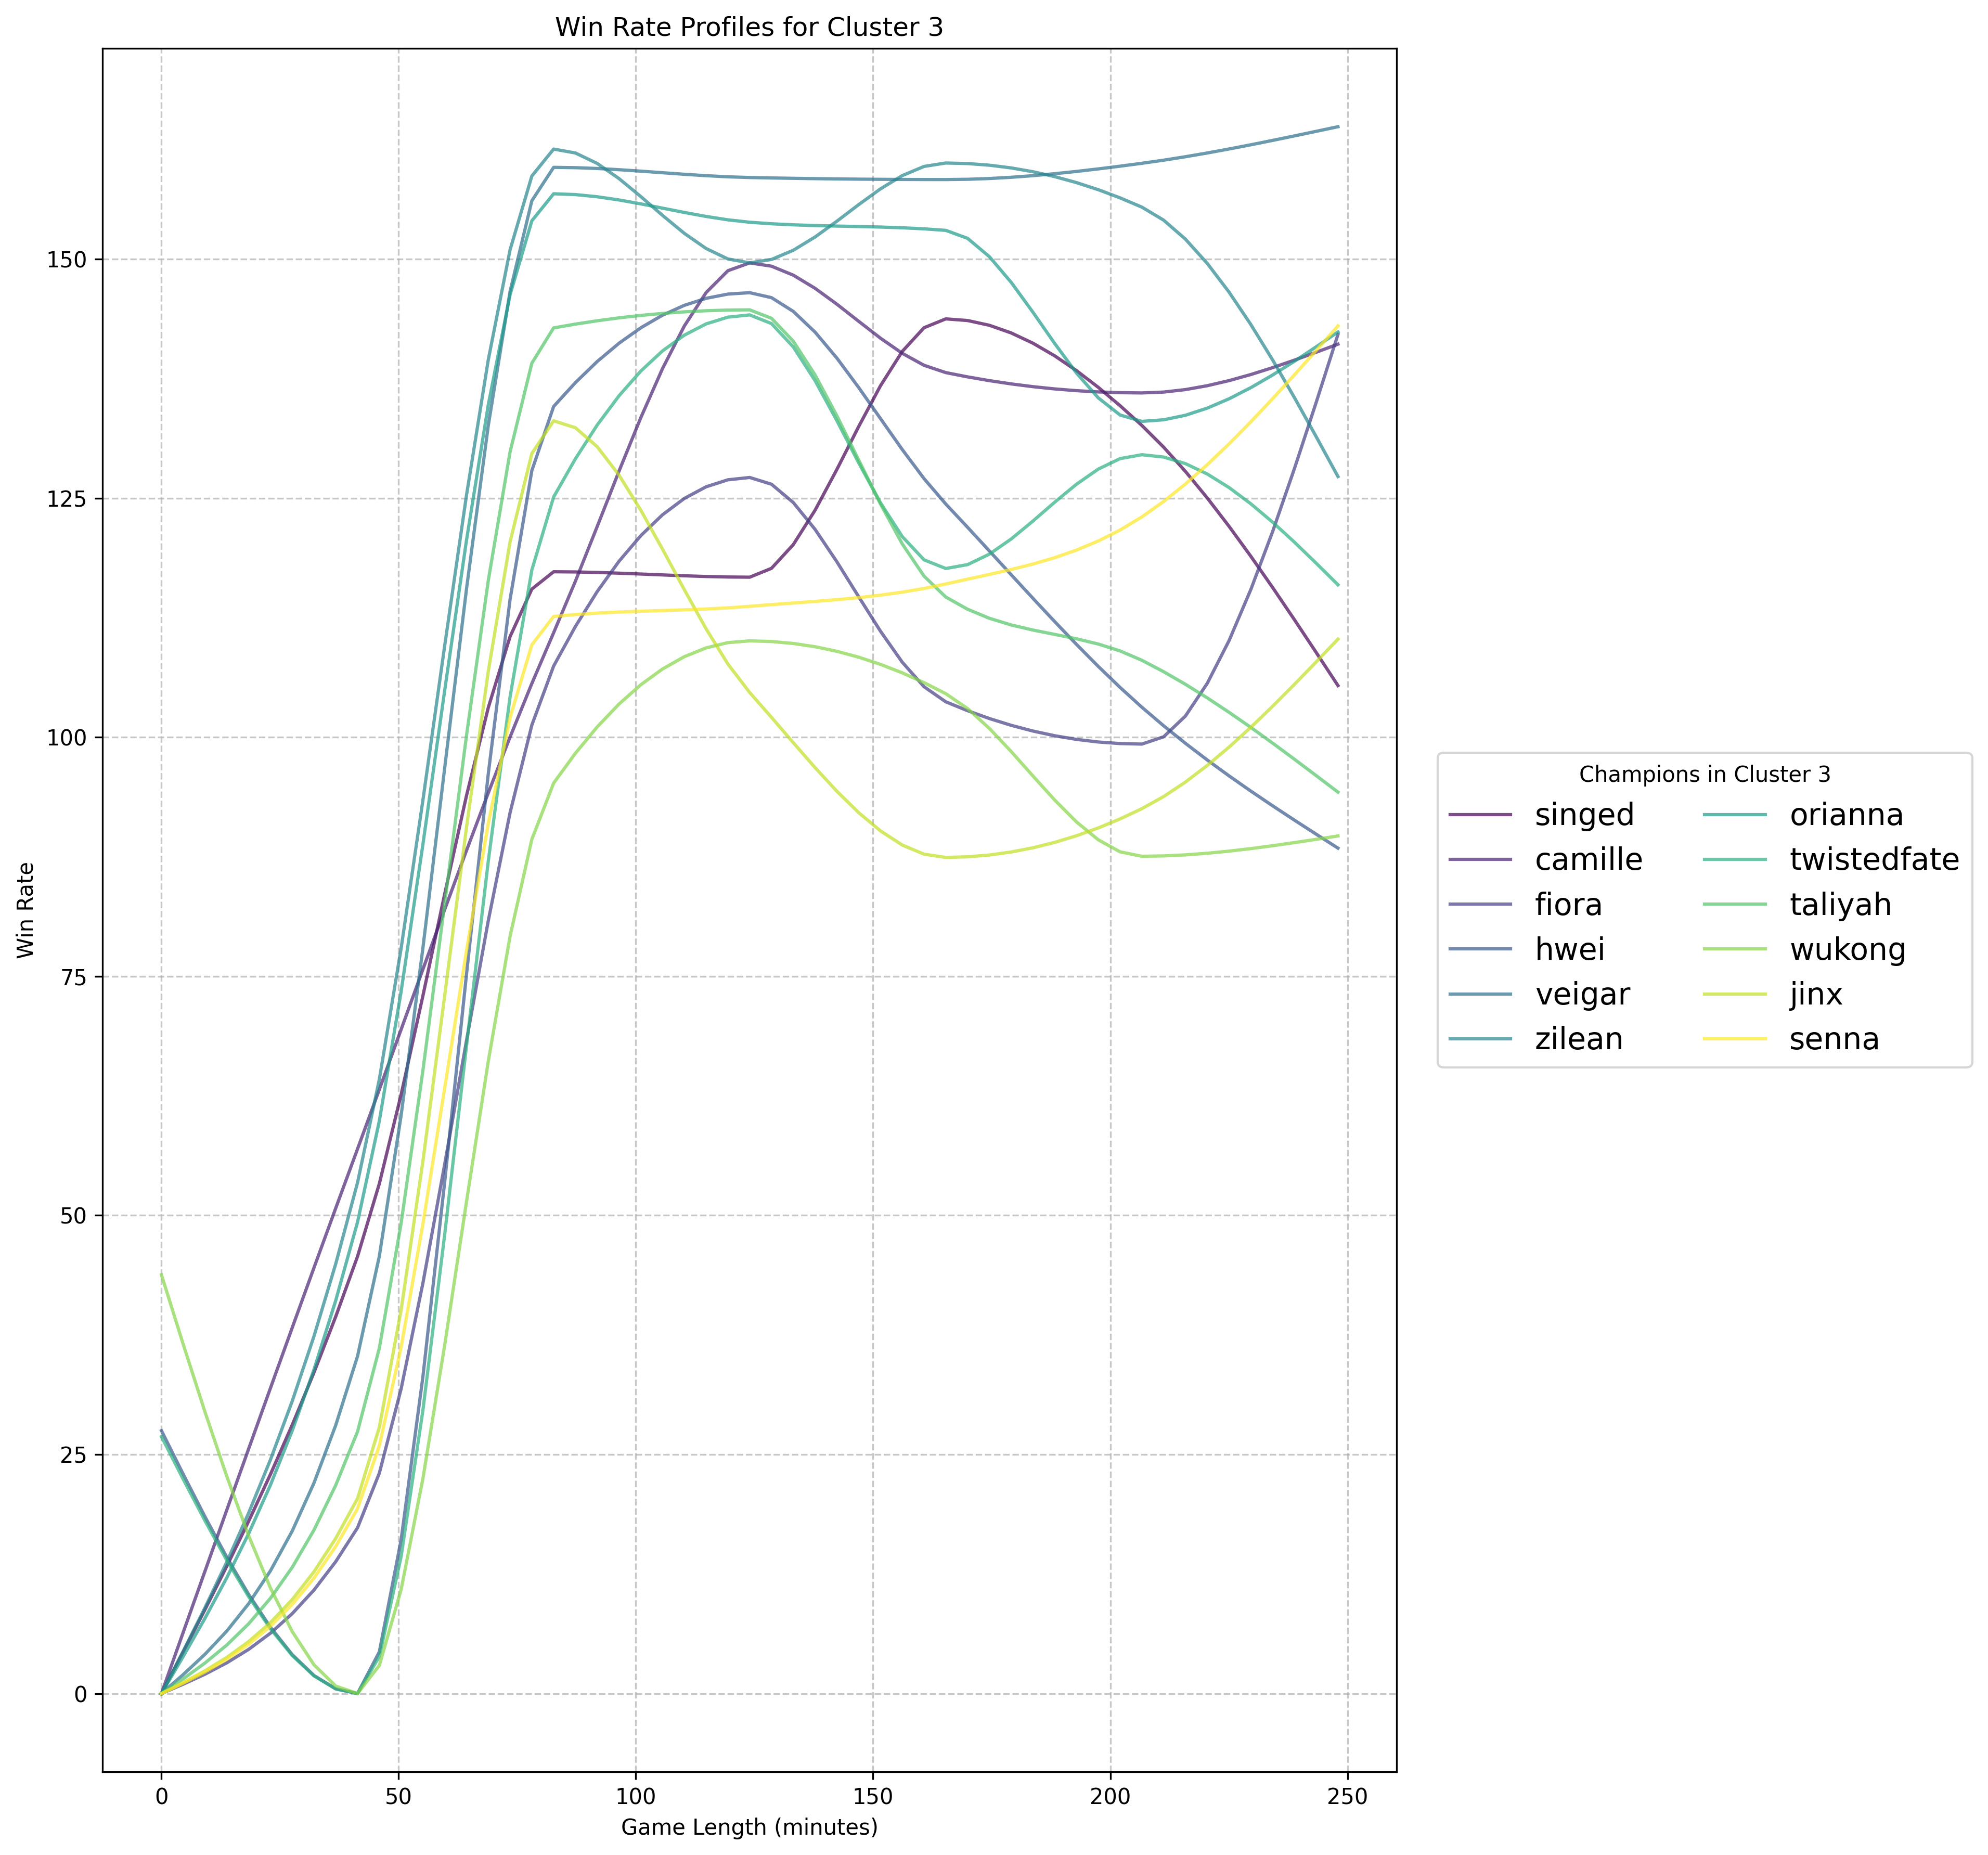 Win Rate Profiles for Cluster 3
Win Rate
150
125
100
75
50
25
0
0 50 100 150 200 250
Game Length (minutes)
Champions in Cluster 3
singed
camille
fiora
hwei
veigar
zilean
orianna
twistedfate
taliyah
wukong
jinx
senna